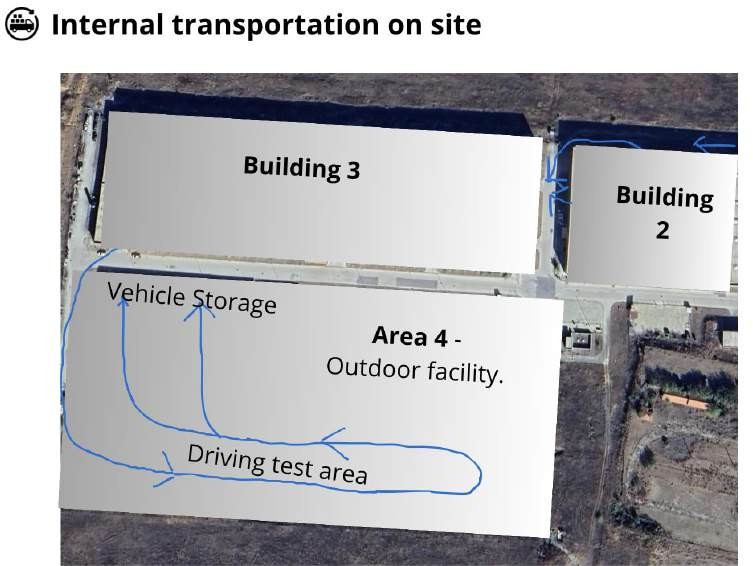 Internal transportation on site
Building 3
Building
2
Vehicle Storage
Area 4 -
Outdoor facility.
Driving test area